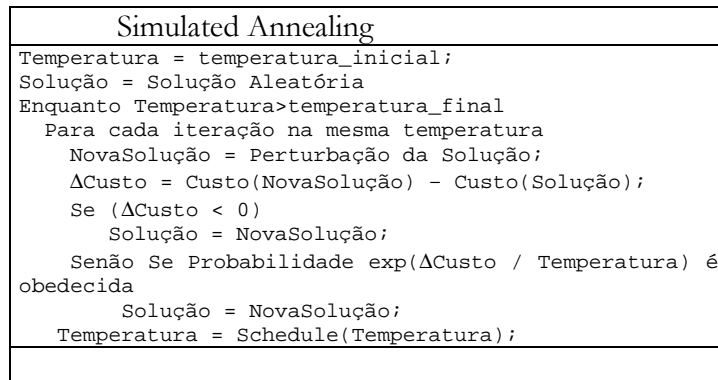 Simulated Annealing
Temperatura = temperatura_inicial;
Solução = Solução Aleatória
Enquanto Temperatura>temperatura_final
Para cada iteração na mesma temperatura
NovaSolução = Perturbação da Solução;
ΔCusto = Custo(NovaSolução) – Custo(Solução);
Se (ΔCusto < 0)
Solução = NovaSolução;
Senão Se Probabilidade exp(ΔCusto / Temperatura) é
obedecida
Solução = NovaSolução;
Temperatura = Schedule(Temperatura);